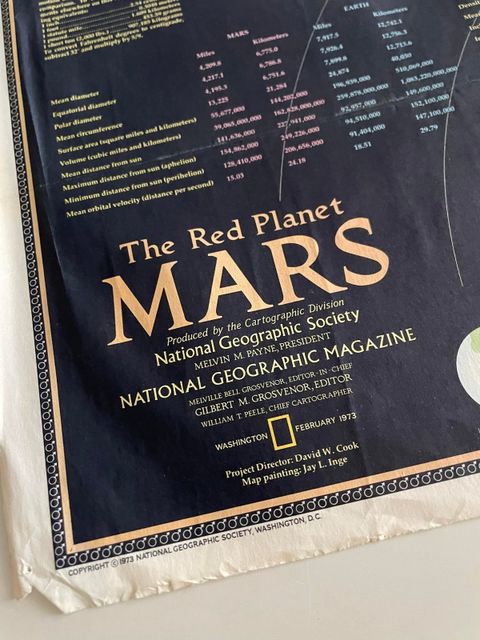 MARS EARTH
Miles Kilometers Miles Kilometers
Mean diameter 4,209.0 6,775.0 7,917.5 12,742.1
Equatorial diameter 4,217.1 6,786.8 7,926.4 12,756.3
Polar diameter 4,195.3 6,751.6 7,899.8 12,713.6
Mean circumference 13,225 21,284 24,874 40,030
Surface area (square miles and kilometers) 55,677,000 144,202,000 196,939,000 510,069,000
Volume (cubic miles and kilometers) 39,065,000,000 162,828,000,000 259,878,000,000 1,083,220,000,000
Mean distance from sun 141,636,000 227,941,000 92,957,000 149,600,000
Maximum distance from sun (aphelion) 154,862,000 249,226,000 94,510,000 152,100,000
Minimum distance from sun (perihelion) 128,410,000 206,656,000 91,404,000 147,100,000
Mean orbital velocity (distance per second) 15.03 24.18 18.51 29.79
The Red Planet
MARS
Produced by the Cartographic Division
National Geographic Society
MELVIN M. PAYNE, PRESIDENT
NATIONAL GEOGRAPHIC MAGAZINE
MELVILLE BELL GROSVENOR, EDITOR-IN-CHIEF
GILBERT M. GROSVENOR, EDITOR
WILLIAM T. PEELE, CHIEF CARTOGRAPHER
WASHINGTON FEBRUARY 1973
Project Director: David W. Cook
Map painting: Jay L. Inge
COPYRIGHT © 1973 NATIONAL GEOGRAPHIC SOCIETY, WASHINGTON, D.C.